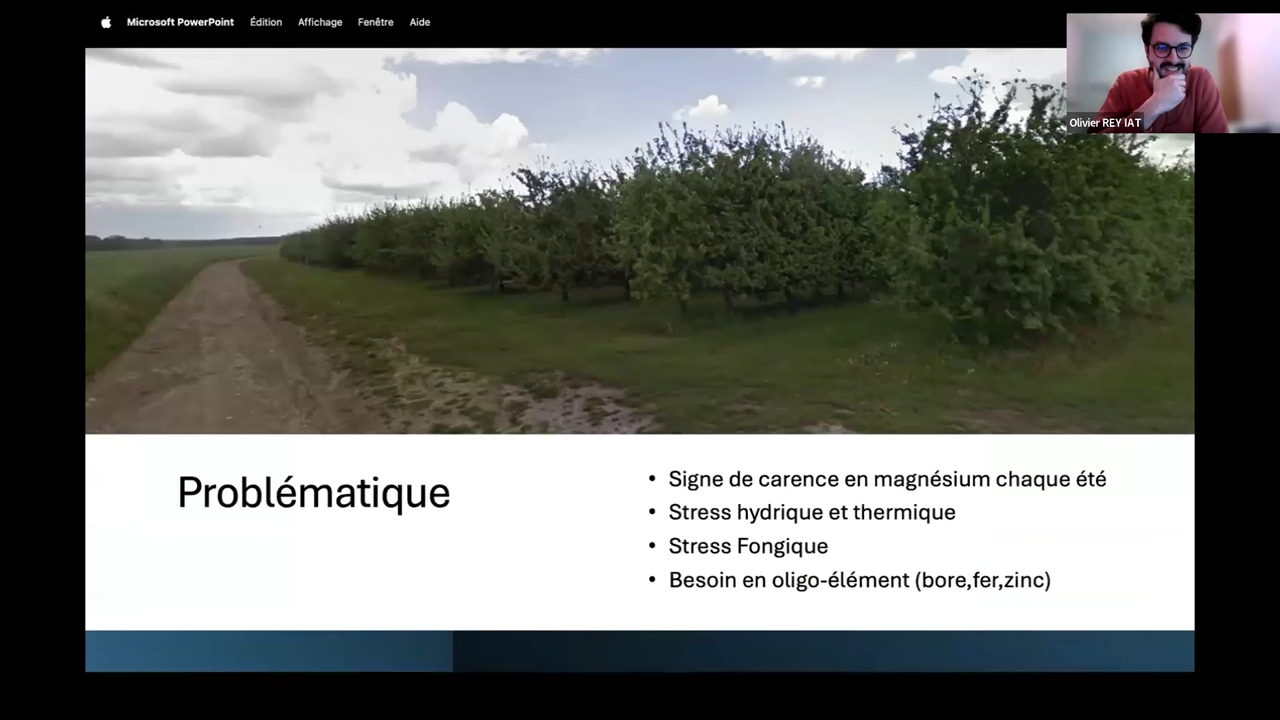 Microsoft PowerPoint Édition Affichage Fenêtre Aide
Olivier REY IAT
Problématique
• Signe de carence en magnésium chaque été
• Stress hydrique et thermique
• Stress Fongique
• Besoin en oligo-élément (bore,fer,zinc)